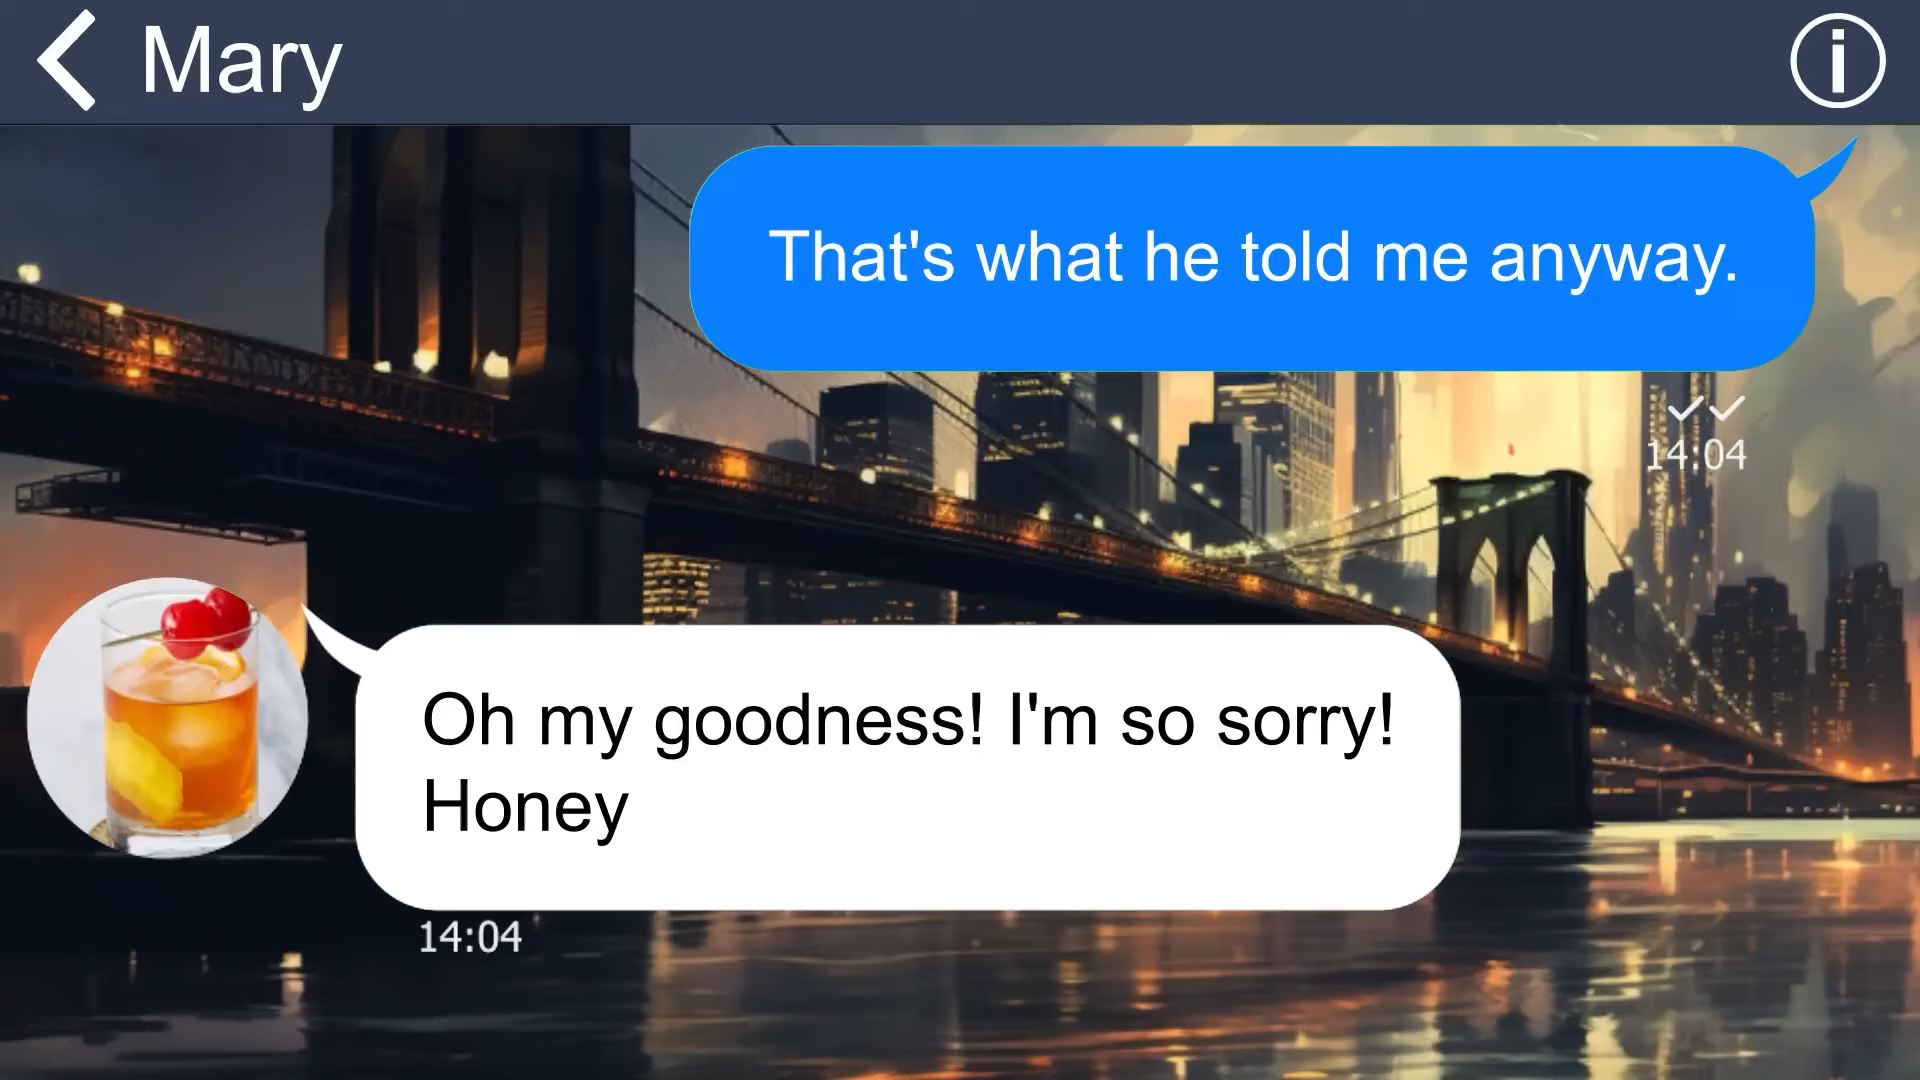 Mary
That's what he told me anyway.
14:04
Oh my goodness! I'm so sorry!
Honey
14:04